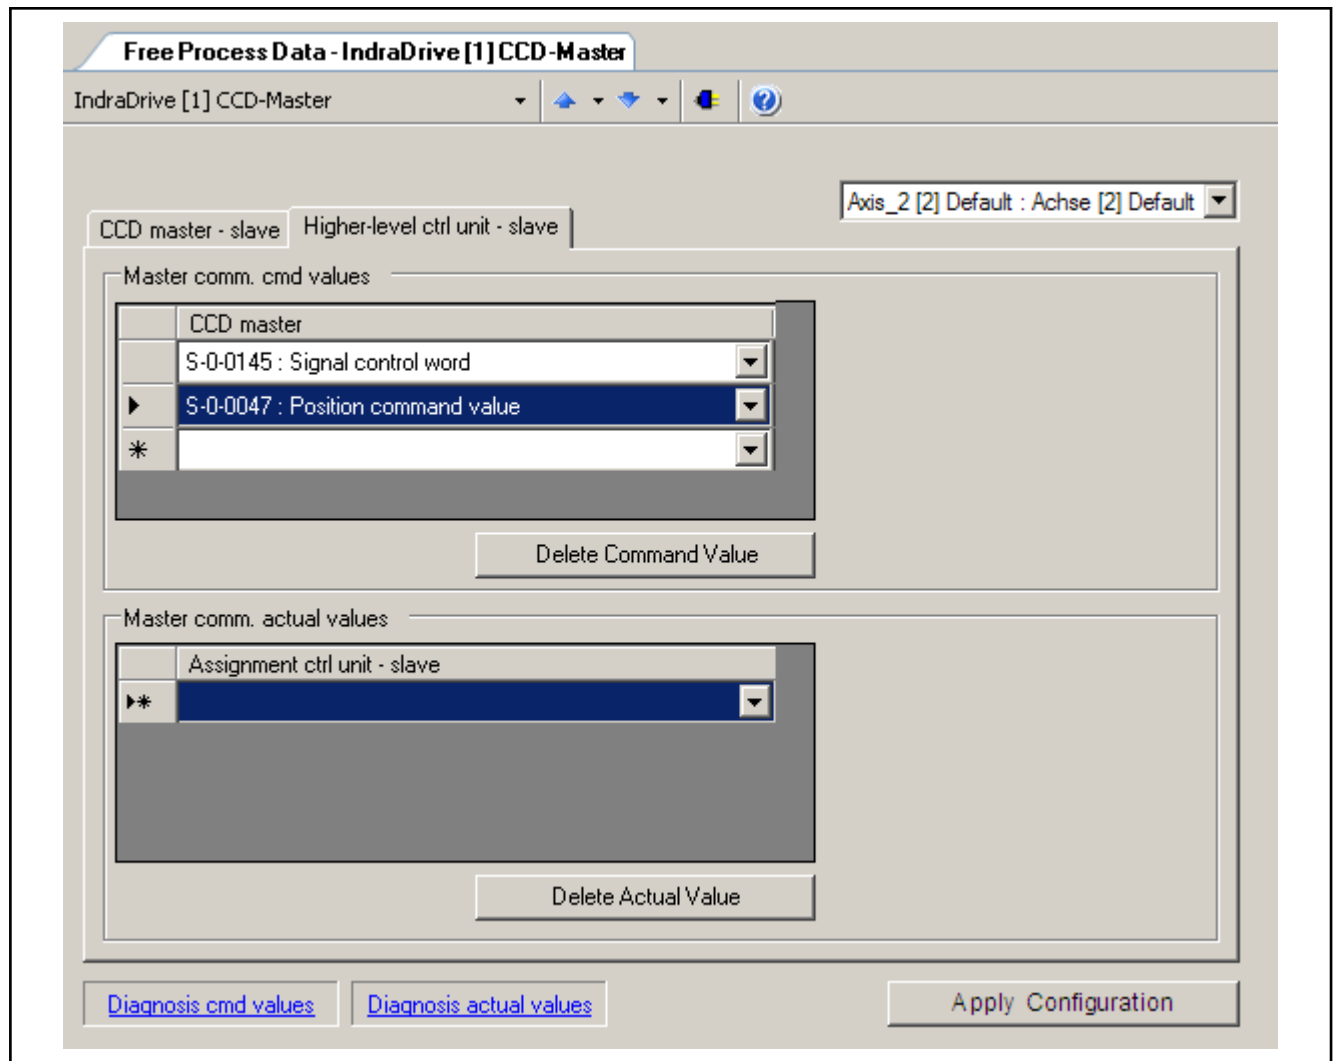 Free Process Data - IndraDrive [1] CCD-Master
IndraDrive [1] CCD-Master
Axis_2 [2] Default : Achse [2] Default
CCD master - slave
Higher-level ctrl unit - slave
Master comm. cmd values
CCD master
S-0-0145 : Signal control word
S-0-0047 : Position command value
Delete Command Value
Master comm. actual values
Assignment ctrl unit - slave
Delete Actual Value
Diagnosis cmd values
Diagnosis actual values
Apply Configuration